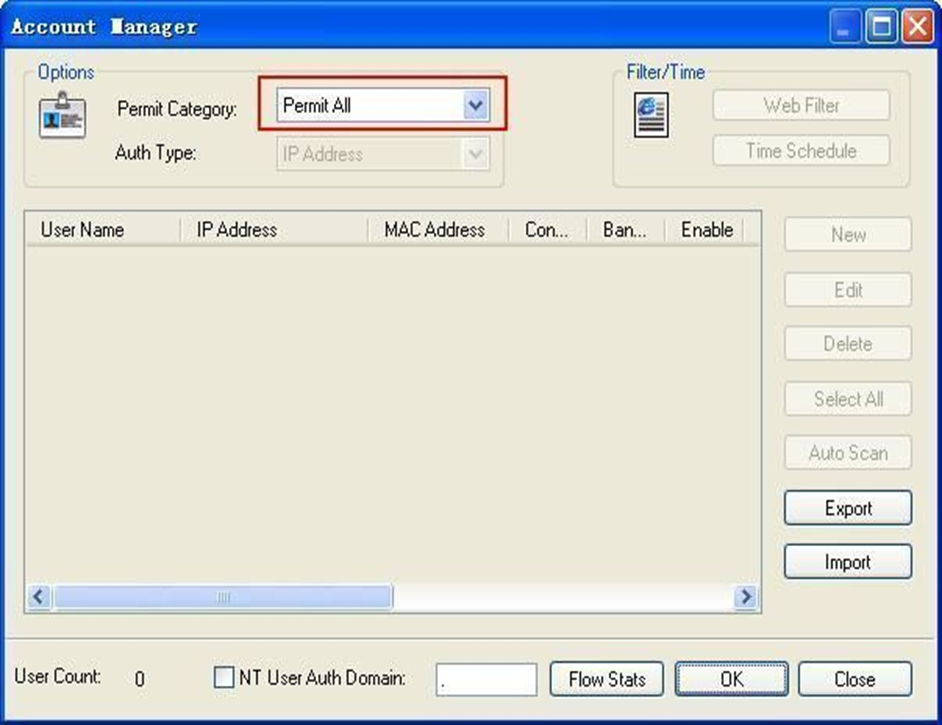 Account Manager
Options
Filter/Time
Permit Category:
Permit All
Web Filter
Auth Type:
IP Address
Time Schedule
User Name IP Address MAC Address Con... Ban... Enable
New
Edit
Delete
Select All
Auto Scan
Export
Import
User Count: 0 NT User Auth Domain: . Flow Stats OK Close